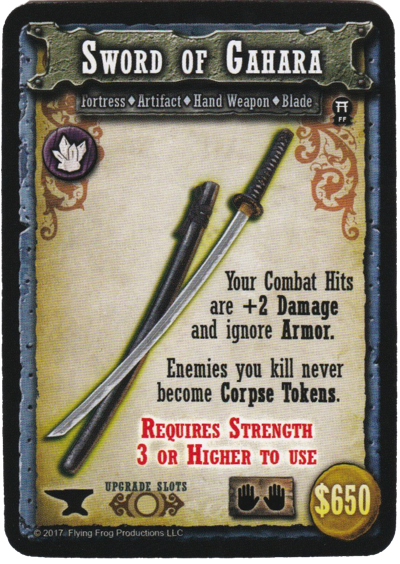 Sword of Gahara
Fortress ◆ Artifact ◆ Hand Weapon ◆ Blade
FF
Your Combat Hits
are +2 Damage
and ignore Armor.
Enemies you kill never
become Corpse Tokens.
Requires Strength
3 or Higher to use
UPGRADE SLOTS
$650
© 2017 Flying Frog Productions LLC